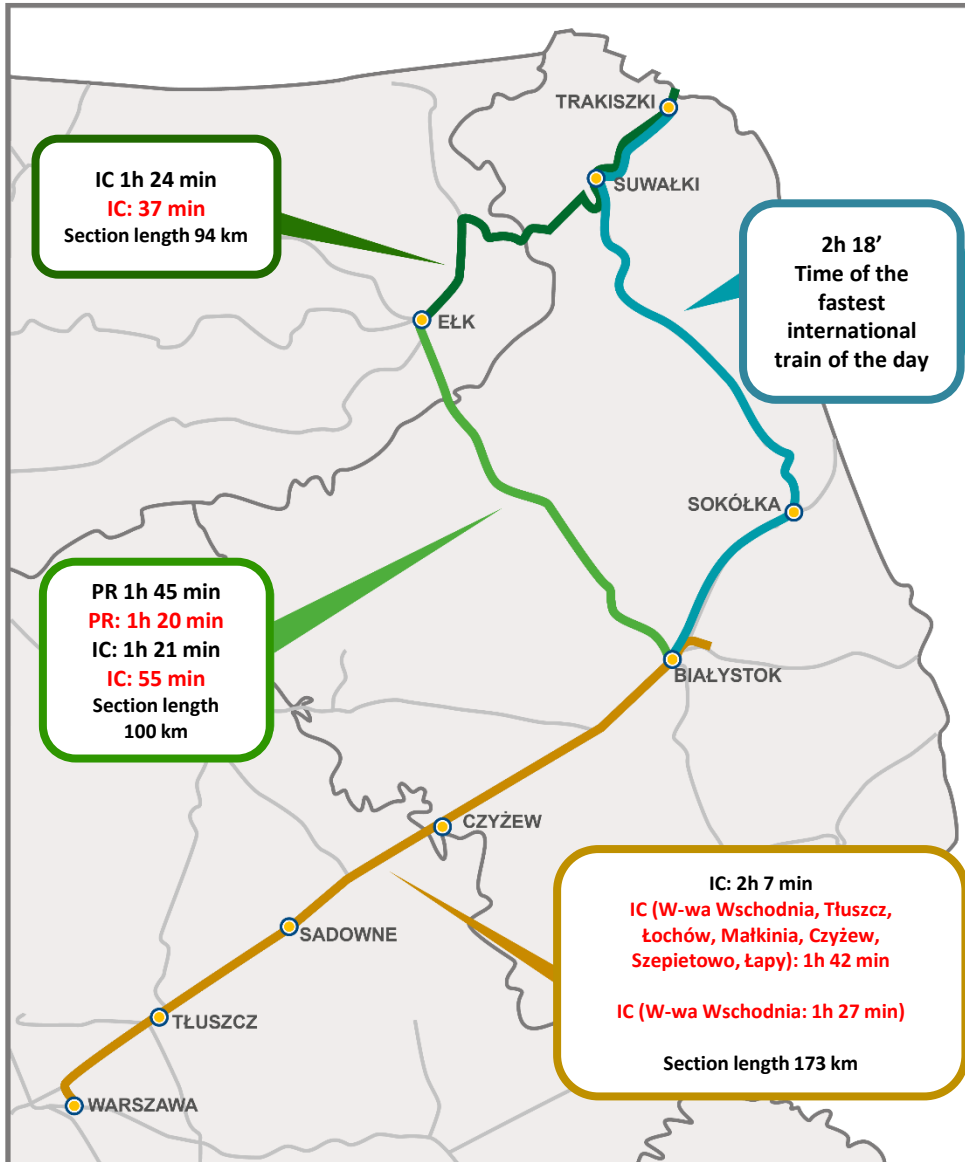 TRAKISZKI
SUWAŁKI
IC 1h 24 min
IC: 37 min
Section length 94 km
2h 18’
Time of the
fastest
international
train of the day
EŁK
SOKÓŁKA
PR 1h 45 min
PR: 1h 20 min
IC: 1h 21 min
IC: 55 min
Section length
100 km
BIAŁYSTOK
CZYŻEW
IC: 2h 7 min
IC (W-wa Wschodnia, Tłuszcz,
Łochów, Małkinia, Czyżew,
Szepietowo, Łapy): 1h 42 min
IC (W-wa Wschodnia: 1h 27 min)
Section length 173 km
SADOWNE
TŁUSZCZ
WARSZAWA